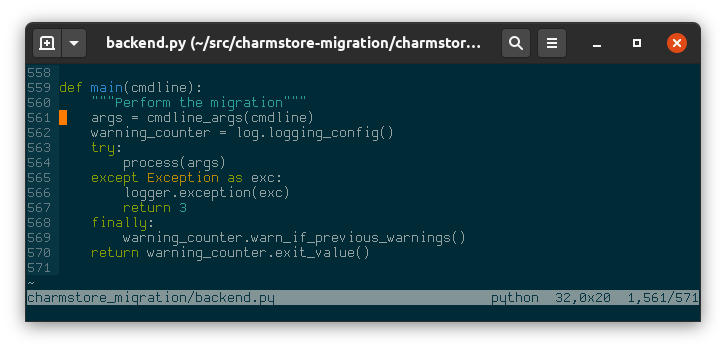 backend.py (~/src/charmstore-migration/charmstor...
558
559 def main(cmdline):
560     """Perform the migration"""
561     args = cmdline_args(cmdline)
562     warning_counter = log.logging_config()
563     try:
564         process(args)
565     except Exception as exc:
566         logger.exception(exc)
567         return 3
568     finally:
569         warning_counter.warn_if_previous_warnings()
570     return warning_counter.exit_value()
571
~
charmstore_migration/backend.py python 32,0x20 1,561/571